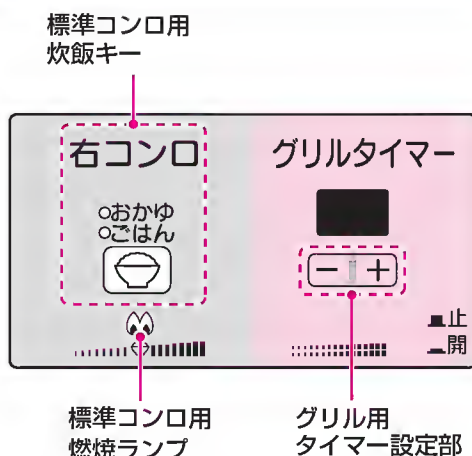 標準コンロ用
炊飯キー
右コンロ
グリルタイマー
おかゆ
ごはん
− +
止
開
標準コンロ用
燃焼ランプ
グリル用
タイマー設定部